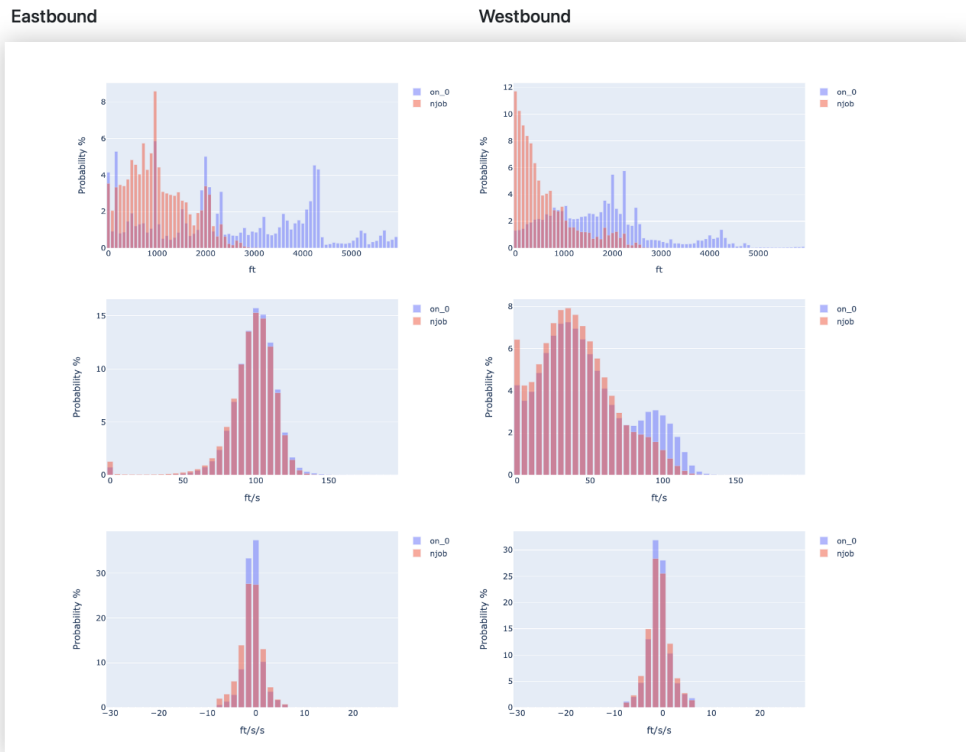 Eastbound Westbound
8
6
4
2
0
Probability %
0 1000 2000 3000 4000 5000
ft
on_0
njob
12
10
8
6
4
2
0
Probability %
0 1000 2000 3000 4000 5000
ft
on_0
njob
15
10
5
0
Probability %
0 50 100 150
ft/s
on_0
njob
8
6
4
2
0
Probability %
0 50 100 150
ft/s
on_0
njob
30
20
10
0
Probability %
−30 −20 −10 0 10 20
ft/s/s
on_0
njob
30
25
20
15
10
5
0
Probability %
−30 −20 −10 0 10 20
ft/s/s
on_0
njob